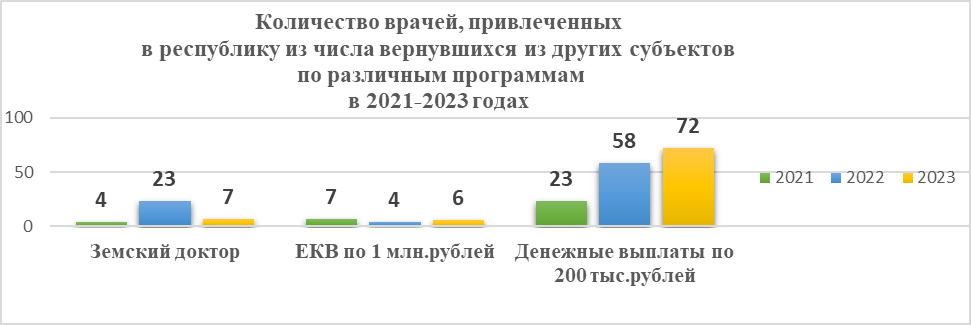 Количество врачей, привлеченных
в республику из числа вернувшихся из других субъектов
по различным программам
в 2021-2023 годах
100
50
0
4
23
7
7
4
6
23
58
72
Земский доктор
ЕКВ по 1 млн.рублей
Денежные выплаты по
200 тыс.рублей
2021
2022
2023